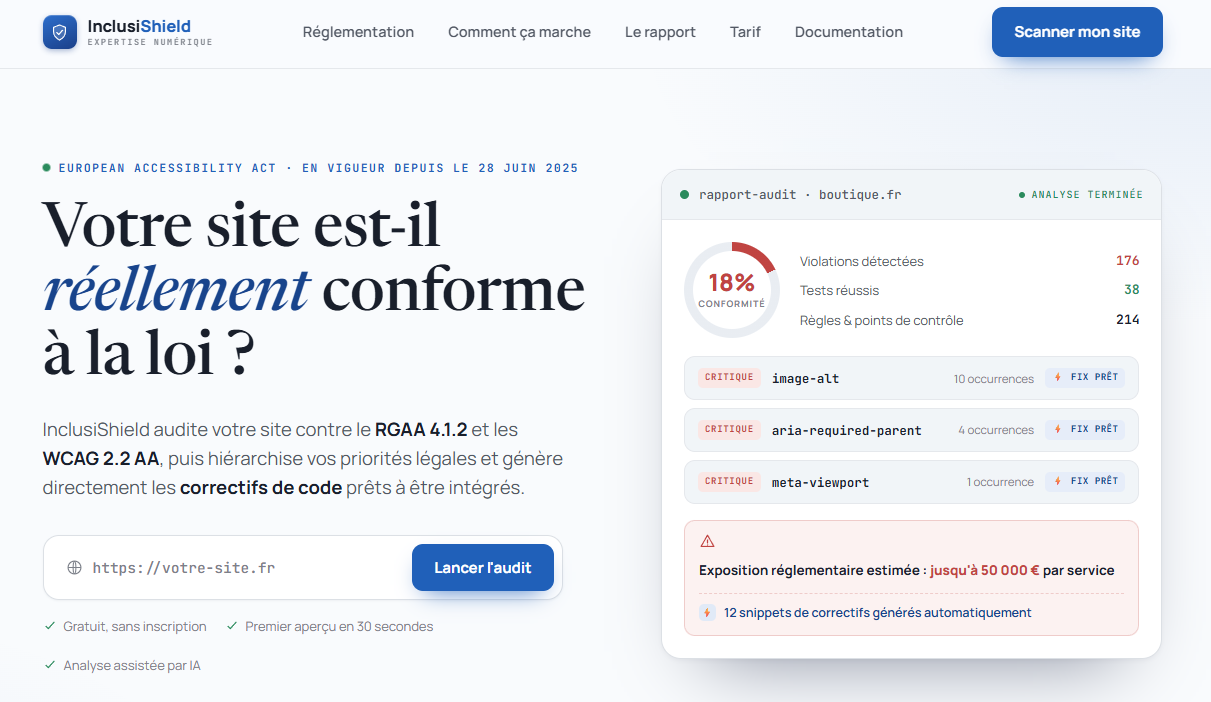 InclusiShield
EXPERTISE NUMÉRIQUE
Réglementation
Comment ça marche
Le rapport
Tarif
Documentation
Scanner mon site
EUROPEAN ACCESSIBILITY ACT · EN VIGUEUR DEPUIS LE 28 JUIN 2025
Votre site est-il
réellement conforme
à la loi ?
InclusiShield audite votre site contre le RGAA 4.1.2 et les
WCAG 2.2 AA, puis hiérarchise vos priorités légales et génère
directement les correctifs de code prêts à être intégrés.
https://votre-site.fr
Lancer l'audit
Gratuit, sans inscription
Premier aperçu en 30 secondes
Analyse assistée par IA
rapport-audit · boutique.fr
ANALYSE TERMINÉE
18%
CONFORMITÉ
Violations détectées 176
Tests réussis 38
Règles & points de contrôle 214
CRITIQUE image-alt 10 occurrences FIX PRÊT
CRITIQUE aria-required-parent 4 occurrences FIX PRÊT
CRITIQUE meta-viewport 1 occurrence FIX PRÊT
Exposition réglementaire estimée : jusqu'à 50 000 € par service
12 snippets de correctifs générés automatiquement